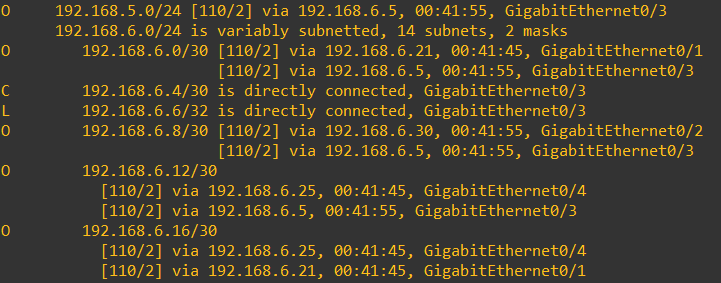 O     192.168.5.0/24 [110/2] via 192.168.6.5, 00:41:55, GigabitEthernet0/3
      192.168.6.0/24 is variably subnetted, 14 subnets, 2 masks
O        192.168.6.0/30 [110/2] via 192.168.6.21, 00:41:45, GigabitEthernet0/1
                        [110/2] via 192.168.6.5, 00:41:55, GigabitEthernet0/3
C        192.168.6.4/30 is directly connected, GigabitEthernet0/3
L        192.168.6.6/32 is directly connected, GigabitEthernet0/3
O        192.168.6.8/30 [110/2] via 192.168.6.30, 00:41:55, GigabitEthernet0/2
                        [110/2] via 192.168.6.5, 00:41:55, GigabitEthernet0/3
O        192.168.6.12/30
           [110/2] via 192.168.6.25, 00:41:45, GigabitEthernet0/4
           [110/2] via 192.168.6.5, 00:41:55, GigabitEthernet0/3
O        192.168.6.16/30
           [110/2] via 192.168.6.25, 00:41:45, GigabitEthernet0/4
           [110/2] via 192.168.6.21, 00:41:45, GigabitEthernet0/1